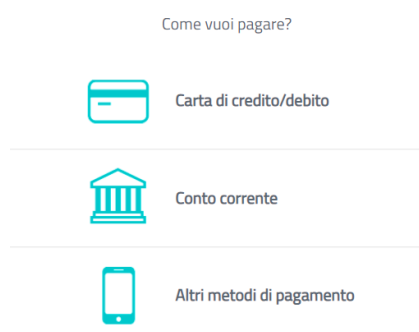 Come vuoi pagare?
Carta di credito/debito
Conto corrente
Altri metodi di pagamento